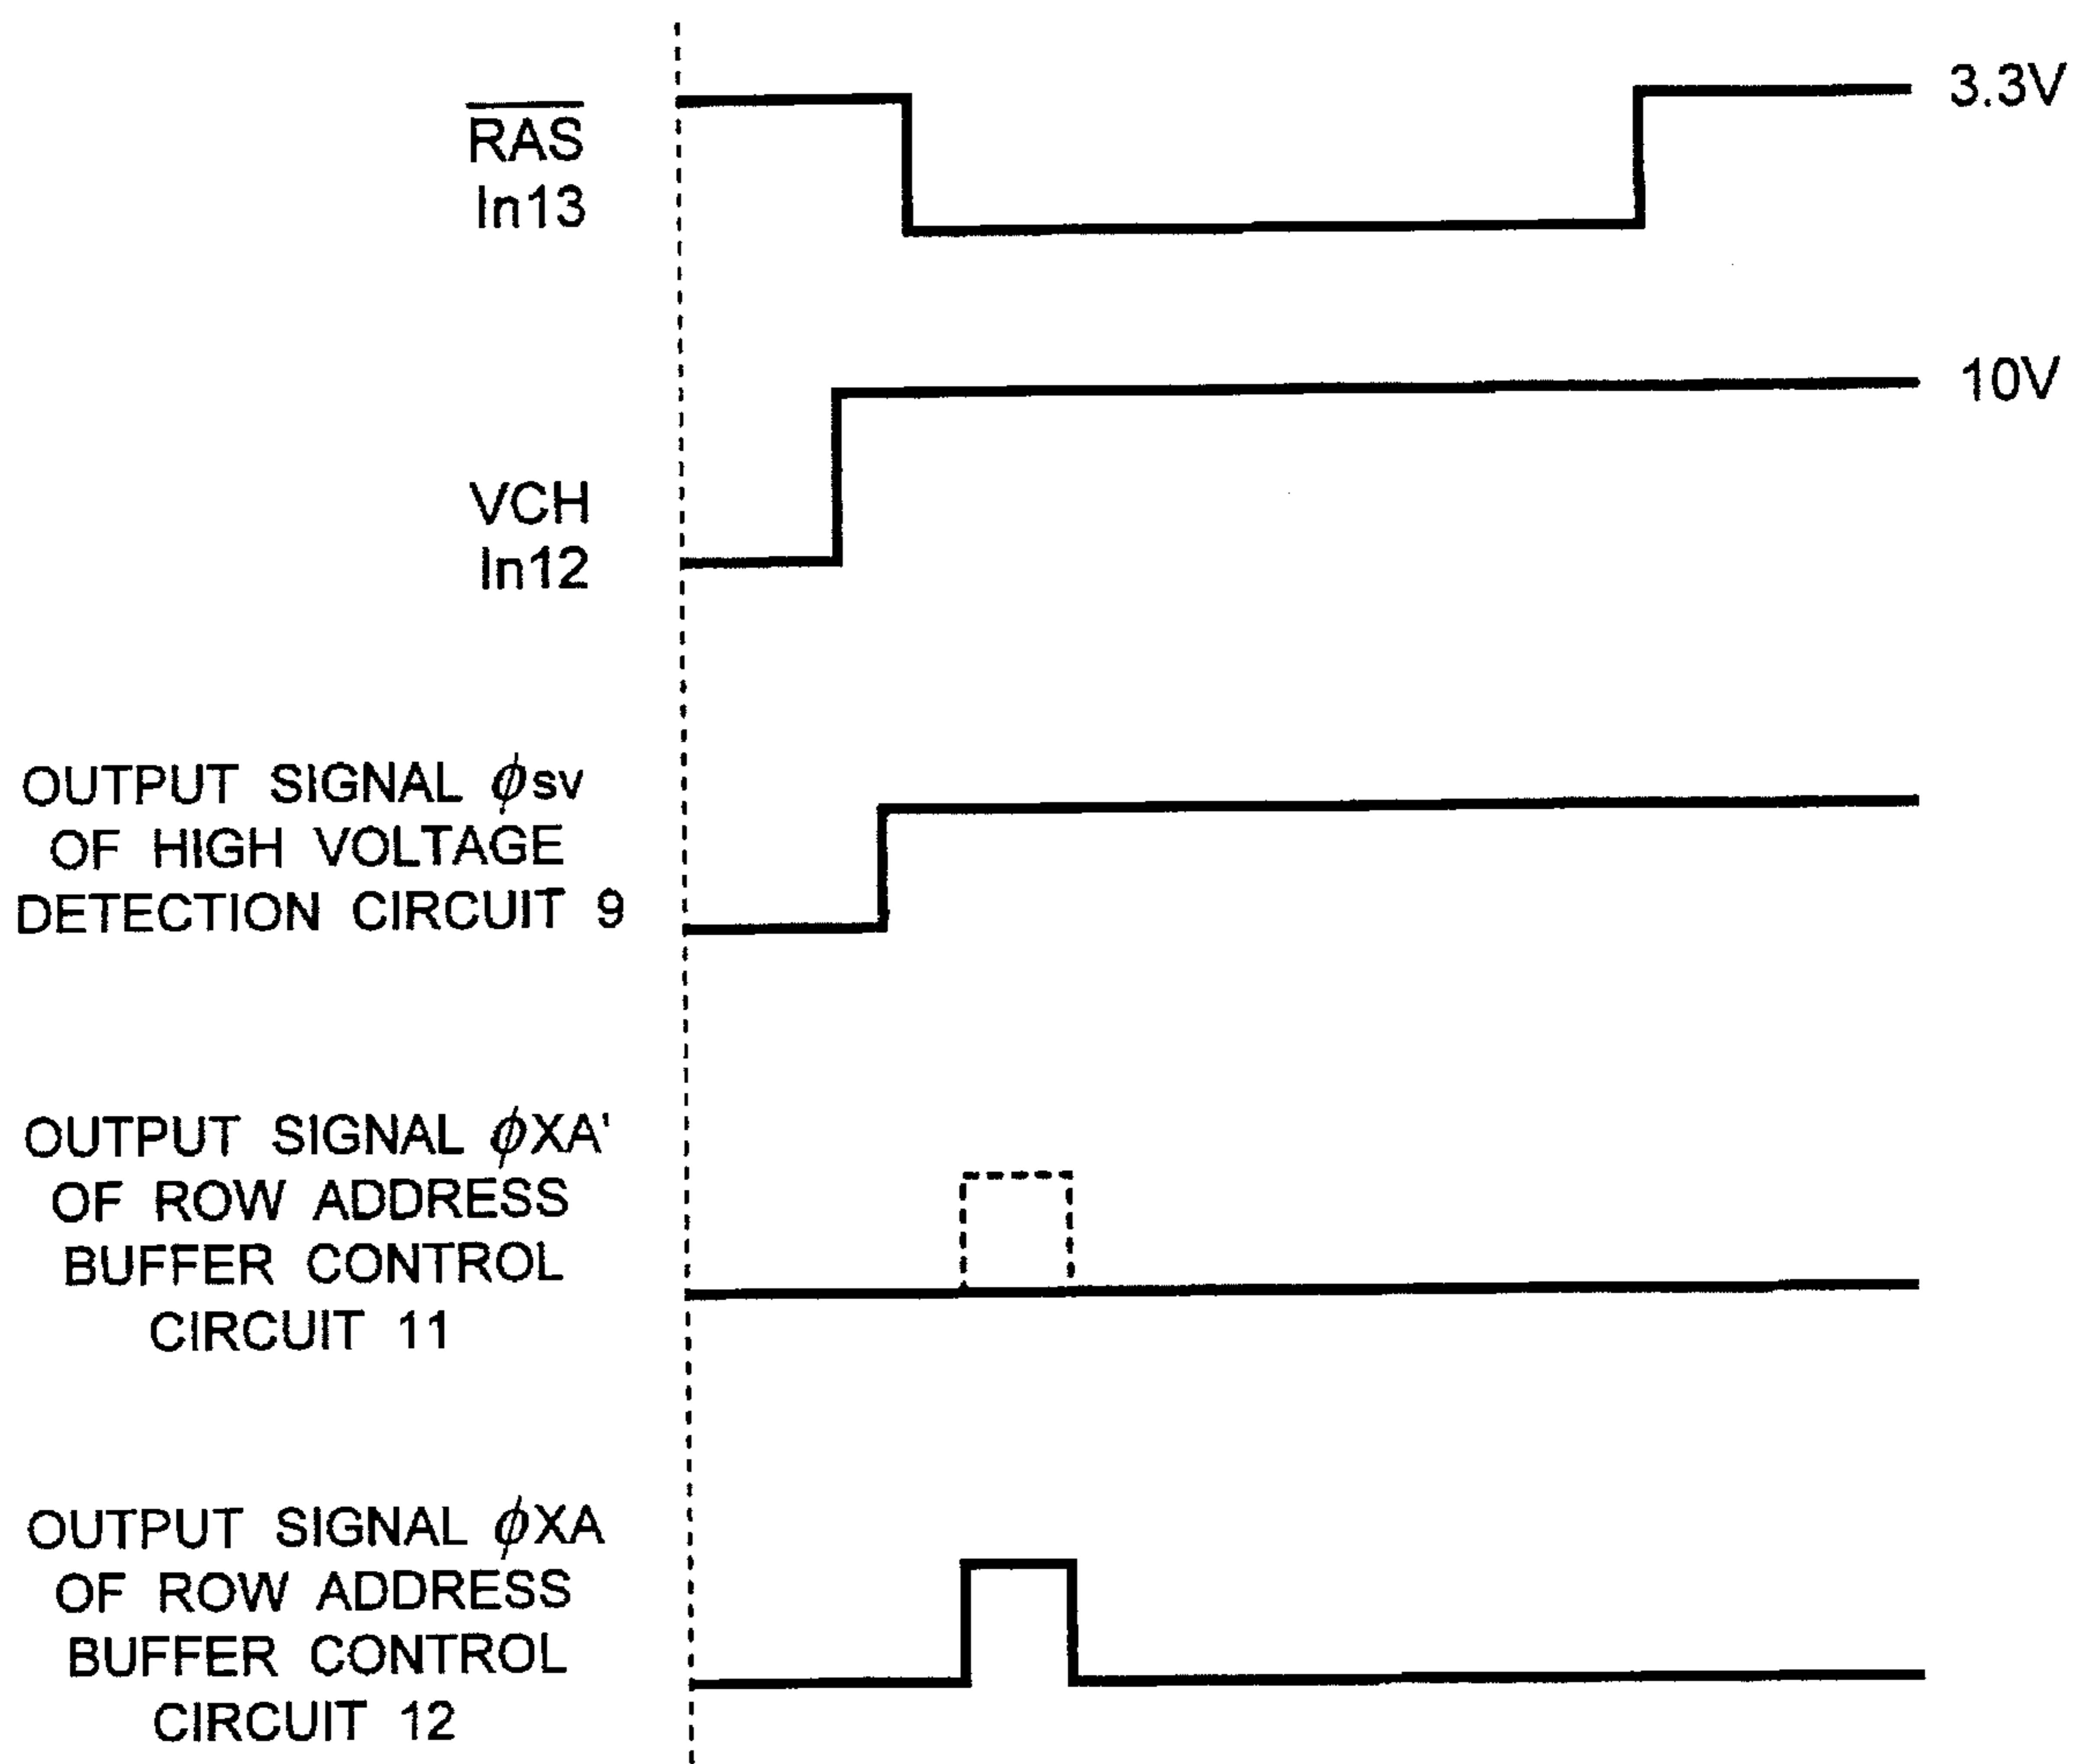 RAS
In13
3.3V
VCH
In12
10V
OUTPUT SIGNAL ϕsv
OF HIGH VOLTAGE
DETECTION CIRCUIT 9
OUTPUT SIGNAL ϕXA'
OF ROW ADDRESS
BUFFER CONTROL
CIRCUIT 11
OUTPUT SIGNAL ϕXA
OF ROW ADDRESS
BUFFER CONTROL
CIRCUIT 12